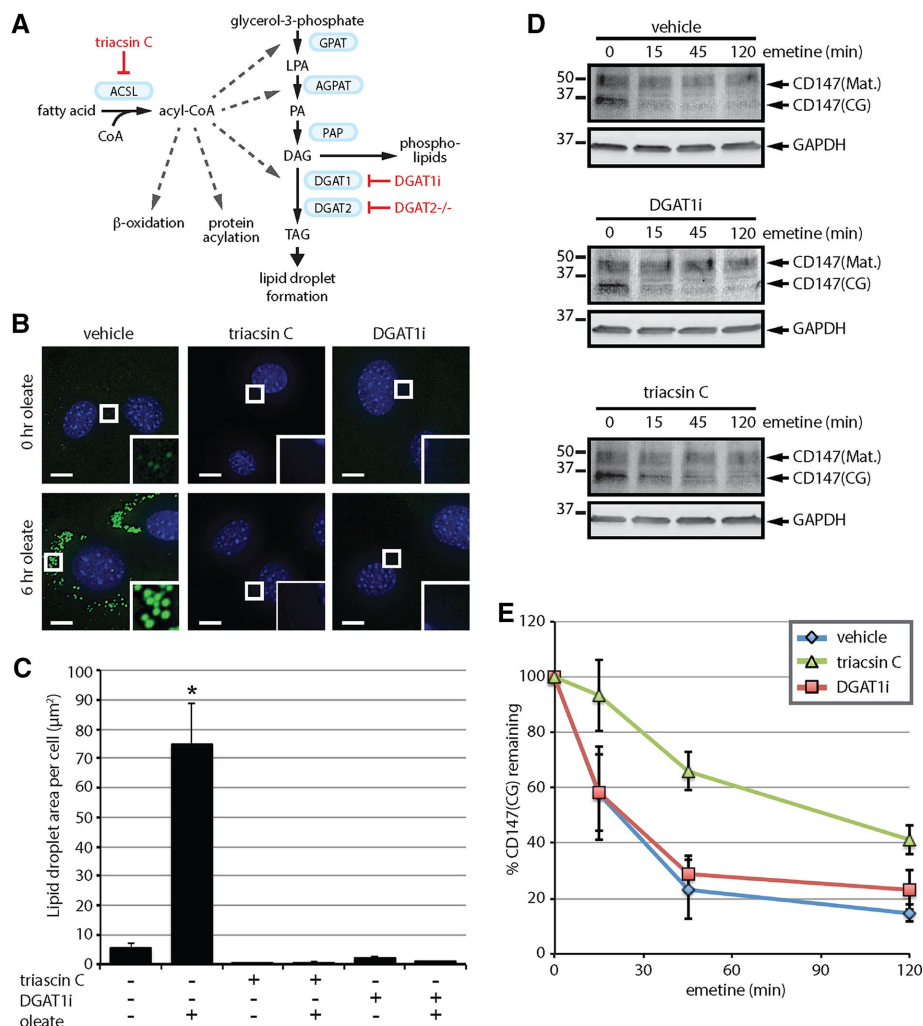 A
glycerol-3-phosphate
triacsin C
GPAT
LPA
ACSL
AGPAT
fatty acid
acyl-CoA
CoA
PA
PAP
DAG
phospho-
lipids
DGAT1
DGAT1i
DGAT2
DGAT2-/-
β-oxidation
protein
acylation
TAG
lipid droplet
formation
B
vehicle
triacsin C
DGAT1i
0 hr oleate
6 hr oleate
C
Lipid droplet area per cell (µm²)
100
90
80
70
60
50
40
30
20
10
0
*
triascin C - - + + - -
DGAT1i - - - - + +
oleate - + - + - +
D
vehicle
0 15 45 120 emetine (min)
50
37
CD147(Mat.)
CD147(CG)
37
GAPDH
DGAT1i
0 15 45 120 emetine (min)
50
37
CD147(Mat.)
CD147(CG)
37
GAPDH
triacsin C
0 15 45 120 emetine (min)
50
37
CD147(Mat.)
CD147(CG)
37
GAPDH
E
% CD147(CG) remaining
120
100
80
60
40
20
0
vehicle
triacsin C
DGAT1i
0 30 60 90 120
emetine (min)